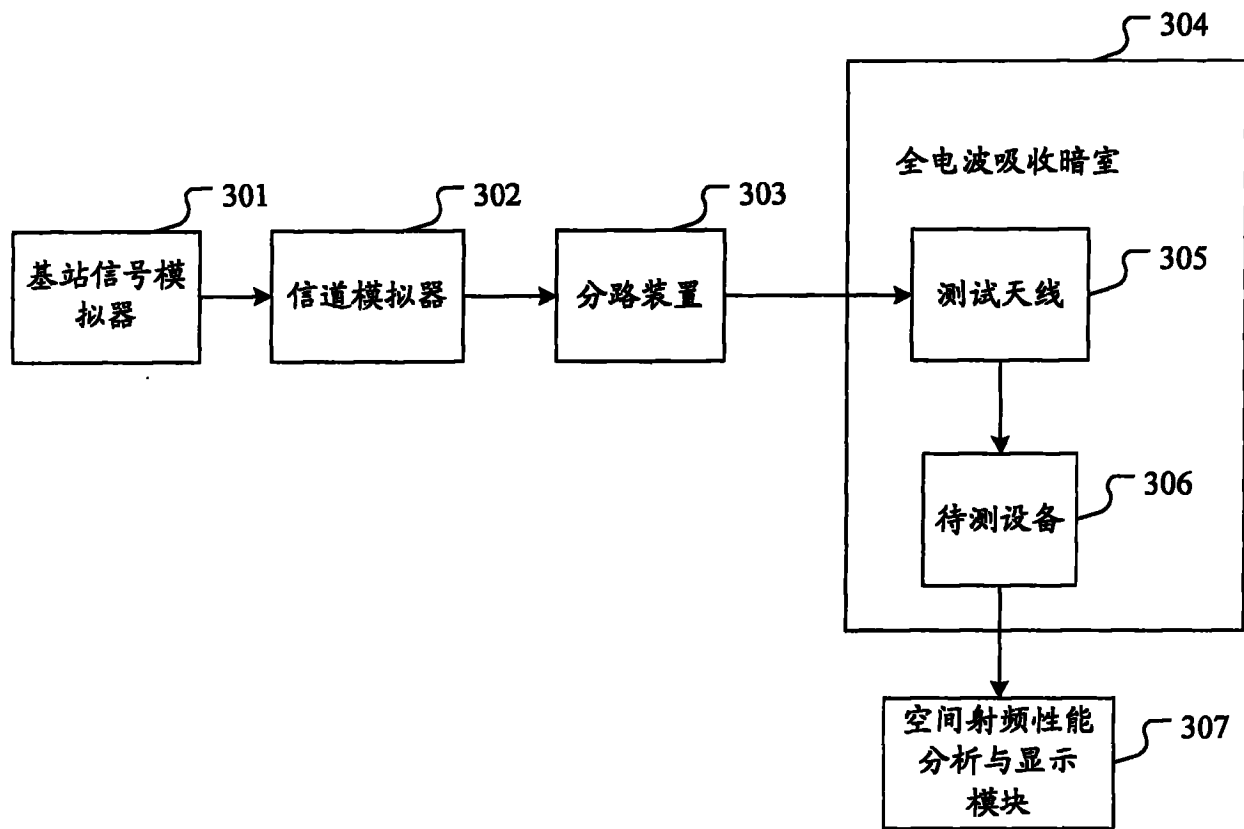 304
全电波吸收暗室
301
302
303
基站信号模
拟器
信道模拟器
分路装置
测试天线
305
待测设备
306
空间射频性能
分析与显示
模块
307